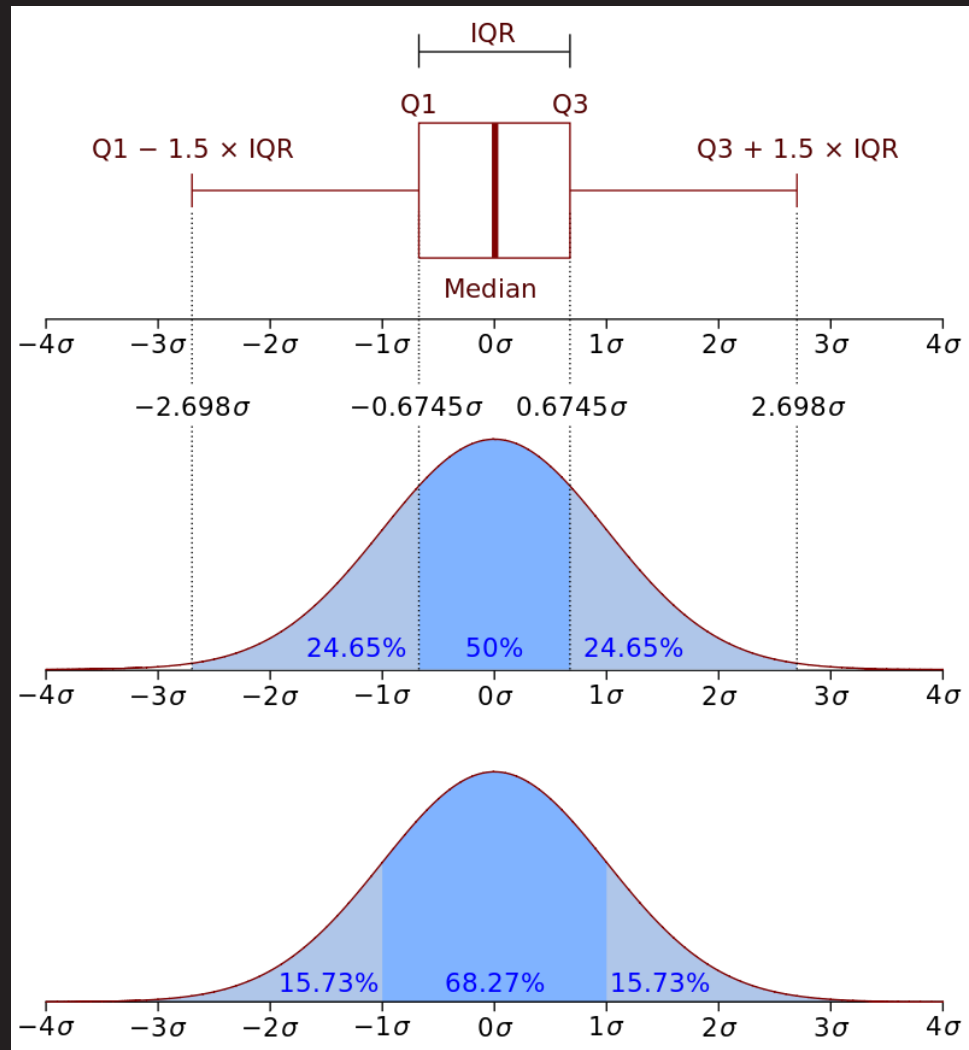 IQR
Q1 Q3
Q1 − 1.5 × IQR Q3 + 1.5 × IQR
Median
−4σ −3σ −2σ −1σ 0σ 1σ 2σ 3σ 4σ
−2.698σ −0.6745σ 0.6745σ 2.698σ
24.65% 50% 24.65%
−4σ −3σ −2σ −1σ 0σ 1σ 2σ 3σ 4σ
15.73% 68.27% 15.73%
−4σ −3σ −2σ −1σ 0σ 1σ 2σ 3σ 4σ